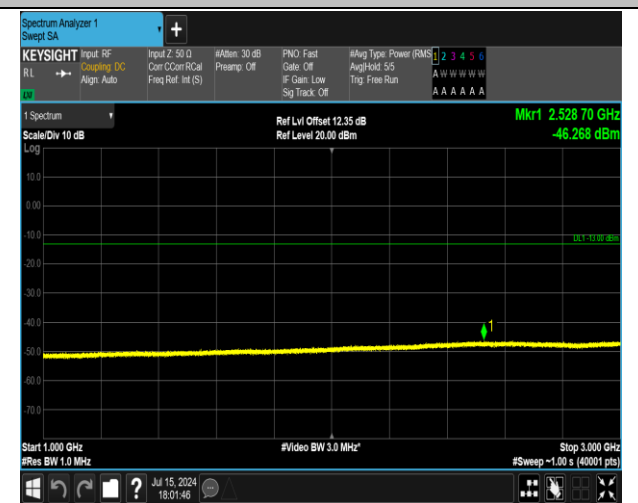 Spectrum Analyzer 1
Swept SA
+
KEYSIGHT
RL
Input: RF
Coupling: DC
Align: Auto
Input Z: 50 Ω
Corr CCorr RCal
Freq Ref: Int (S)
#Atten: 30 dB
Preamp: Off
PNO: Fast
Gate: Off
IF Gain: Low
Sig Track: Off
#Avg Type: Power (RMS
Avg|Hold: 5/5
Trig: Free Run
1 2 3 4 5 6
A W W W W W
A A A A A A
1 Spectrum
Scale/Div 10 dB
Log
Ref Lvl Offset 12.35 dB
Ref Level 20.00 dBm
Mkr1 2.528 70 GHz
-46.268 dBm
10.0
0.00
-10.0
DL1 -13.00 dBm
-20.0
-30.0
-40.0
1
-50.0
-60.0
-70.0
Start 1.000 GHz
#Res BW 1.0 MHz
#Video BW 3.0 MHz*
Stop 3.000 GHz
#Sweep ~1.00 s (40001 pts)
?
Jul 15, 2024
18:01:46